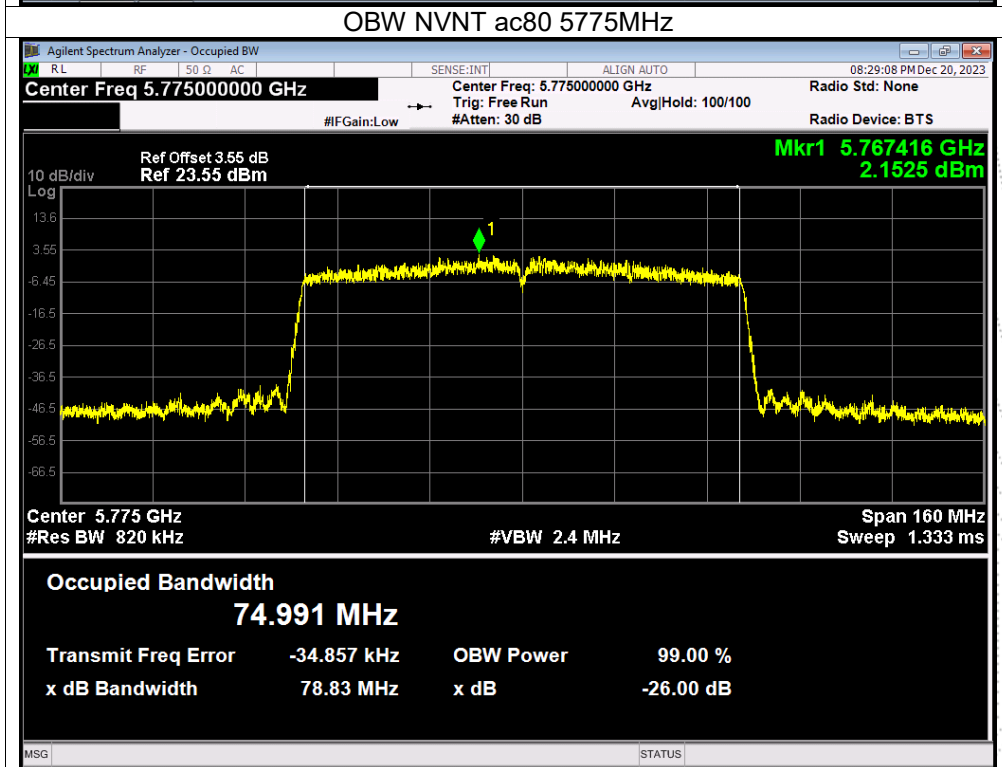 OBW NVNT ac80 5775MHz
Agilent Spectrum Analyzer - Occupied BW
LXI RL RF 50 Ω AC SENSE:INT ALIGN AUTO 08:29:08 PM Dec 20, 2023
Center Freq 5.775000000 GHz Center Freq: 5.775000000 GHz Radio Std: None
Trig: Free Run Avg|Hold: 100/100
#IFGain:Low #Atten: 30 dB Radio Device: BTS
Mkr1 5.767416 GHz
2.1525 dBm
Ref Offset 3.55 dB
10 dB/div Ref 23.55 dBm
Log
13.6
1
3.55
-6.45
-16.5
-26.5
-36.5
-46.5
-56.5
-66.5
Center 5.775 GHz Span 160 MHz
#Res BW 820 kHz #VBW 2.4 MHz Sweep 1.333 ms
Occupied Bandwidth
74.991 MHz
Transmit Freq Error -34.857 kHz OBW Power 99.00 %
x dB Bandwidth 78.83 MHz x dB -26.00 dB
MSG STATUS